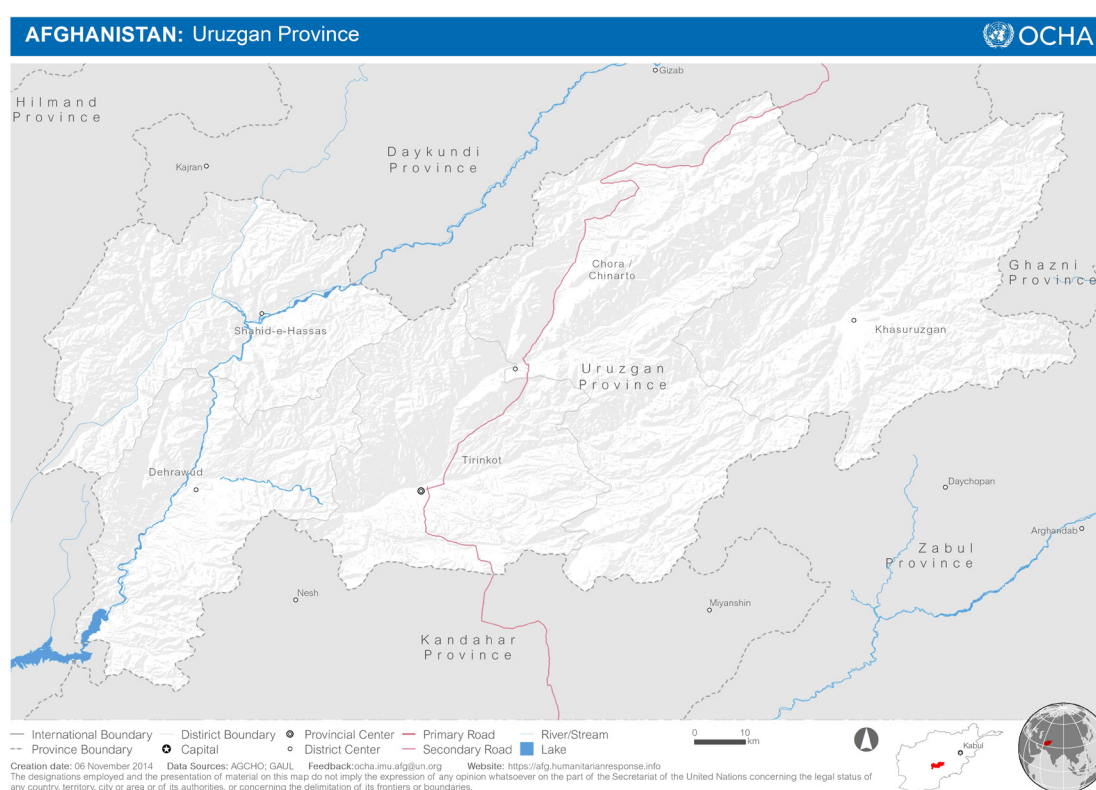 AFGHANISTAN: Uruzgan Province
OCHA
Gizab
Hilmand
Province
Daykundi
Province
Kajran
Chora /
Chinarto
Ghazni
Province
Shahid-e-Hassas
Khasuruzgan
Uruzgan
Province
Tirinkot
Dehrawud
Daychopan
Arghandab
Zabul
Province
Nesh
Miyanshin
Kandahar
Province
International Boundary
Province Boundary
Distirict Boundary
Capital
Provincial Center
District Center
Primary Road
Secondary Road
River/Stream
Lake
0 10
km
Kabul
Creation date: 06 November 2014 Data Sources: AGCHO; GAUL Feedback:ocha.imu.afg@un.org Website: https://afg.humanitarianresponse.info
The designations employed and the presentation of material on this map do not imply the expression of any opinion whatsoever on the part of the Secretariat of the United Nations concerning the legal status of
any country, territory, city or area or of its authorities, or concerning the delimitation of its frontiers or boundaries.